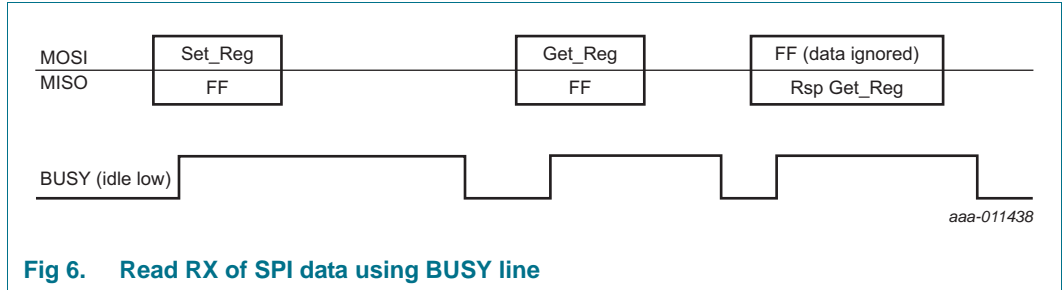 MOSI
Set_Reg
Get_Reg
FF (data ignored)
MISO
FF
FF
Rsp Get_Reg
BUSY (idle low)
aaa-011438
Fig 6. Read RX of SPI data using BUSY line